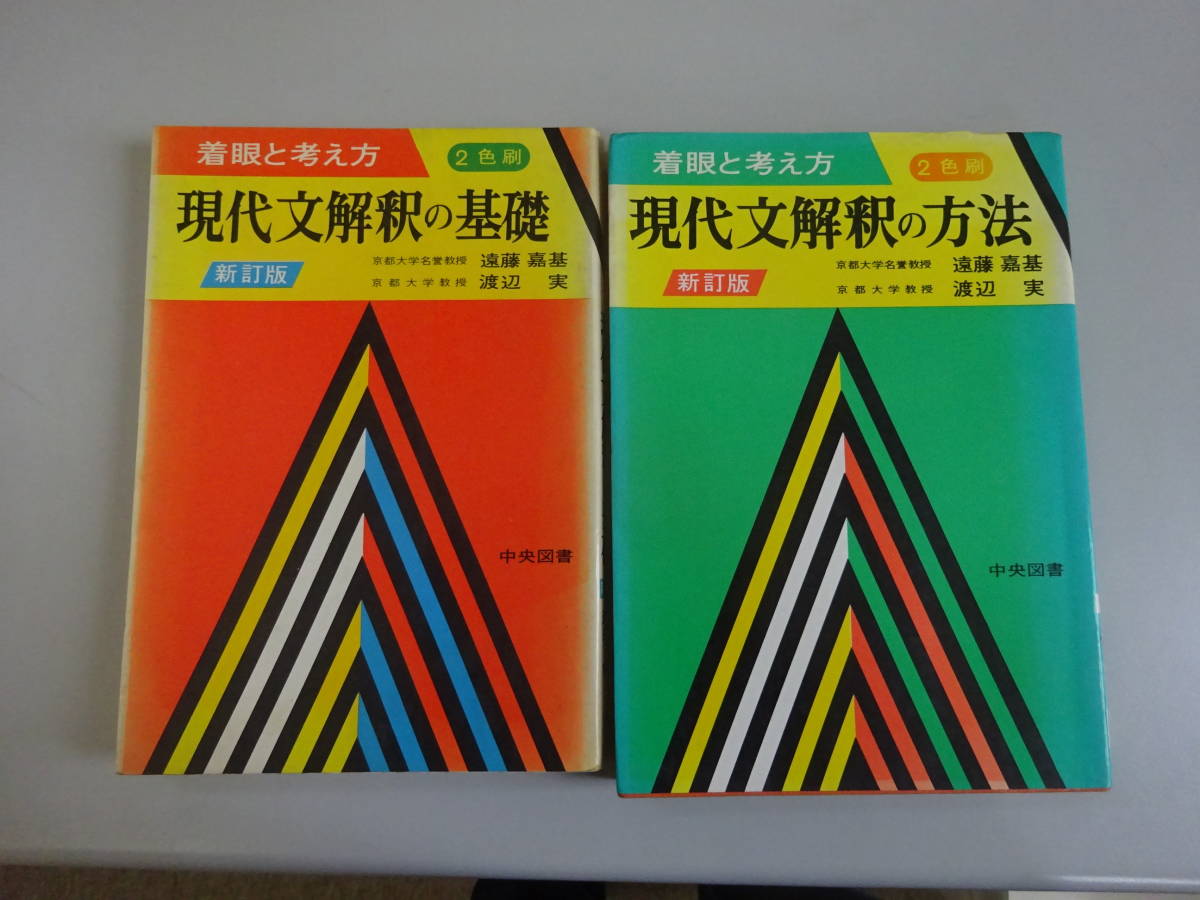 着眼と考え方
2色刷
現代文解釈の基礎
新訂版
京都大学名誉教授 遠藤 嘉基
京都大学教授 渡辺 実
中央図書
着眼と考え方
2色刷
現代文解釈の方法
新訂版
京都大学名誉教授 遠藤 嘉基
京都大学教授 渡辺 実
中央図書